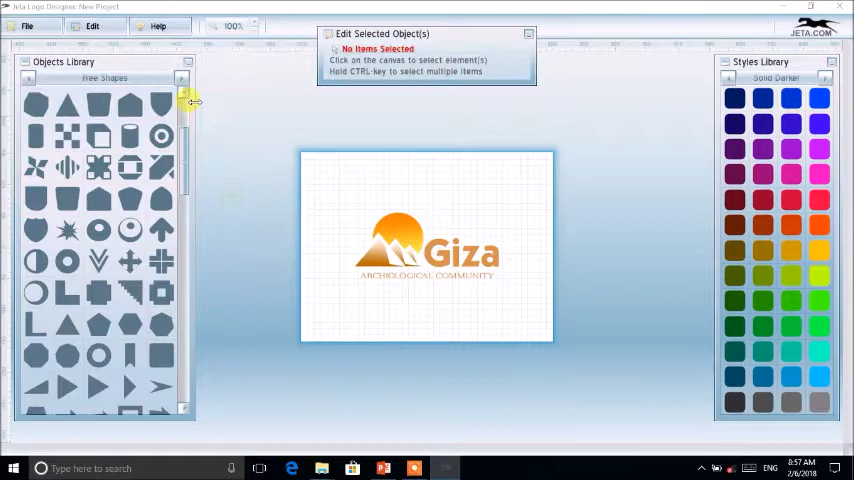 Jeta Logo Designer: New Project
File
Edit
Help
100%
JETA.COM
Edit Selected Object(s)
No Items Selected
Click on the canvas to select element(s)
Hold CTRL-key to select multiple items
Objects Library
Free Shapes
Styles Library
Solid Darker
Giza
ARCHIOLOGICAL COMMUNITY
Type here to search
ENG
8:57 AM
2/6/2018